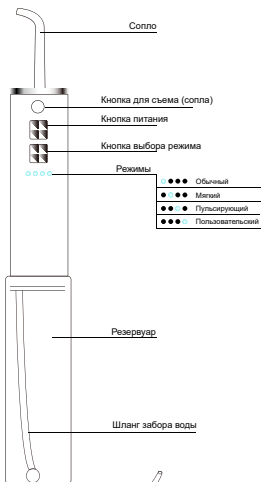 Сопло
Кнопка для съема (сопла)
Кнопка питания
Кнопка выбора режима
Режимы
Обычный
Мягкий
Пульсирующий
Пользовательский
Резервуар
Шланг забора воды